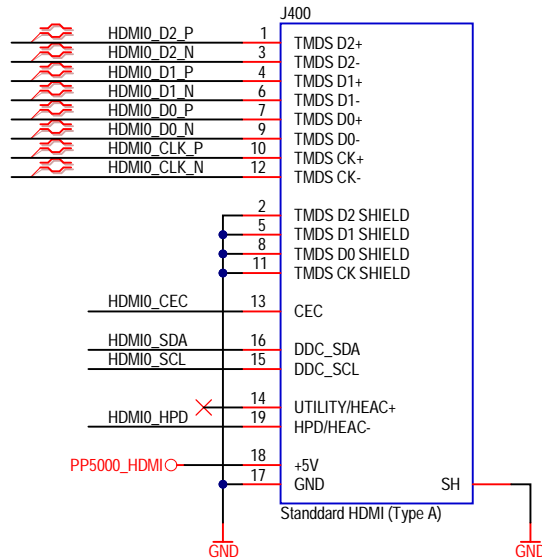 J400
HDMI0_D2_P 1 TMDS D2+
HDMI0_D2_N 3 TMDS D2-
HDMI0_D1_P 4 TMDS D1+
HDMI0_D1_N 6 TMDS D1-
HDMI0_D0_P 7 TMDS D0+
HDMI0_D0_N 9 TMDS D0-
HDMI0_CLK_P 10 TMDS CK+
HDMI0_CLK_N 12 TMDS CK-
2 TMDS D2 SHIELD
5 TMDS D1 SHIELD
8 TMDS D0 SHIELD
11 TMDS CK SHIELD
HDMI0_CEC 13 CEC
HDMI0_SDA 16 DDC_SDA
HDMI0_SCL 15 DDC_SCL
14 UTILITY/HEAC+
HDMI0_HPD 19 HPD/HEAC-
PP5000_HDMI 18 +5V
17 GND SH
Standdard HDMI (Type A)
GND GND